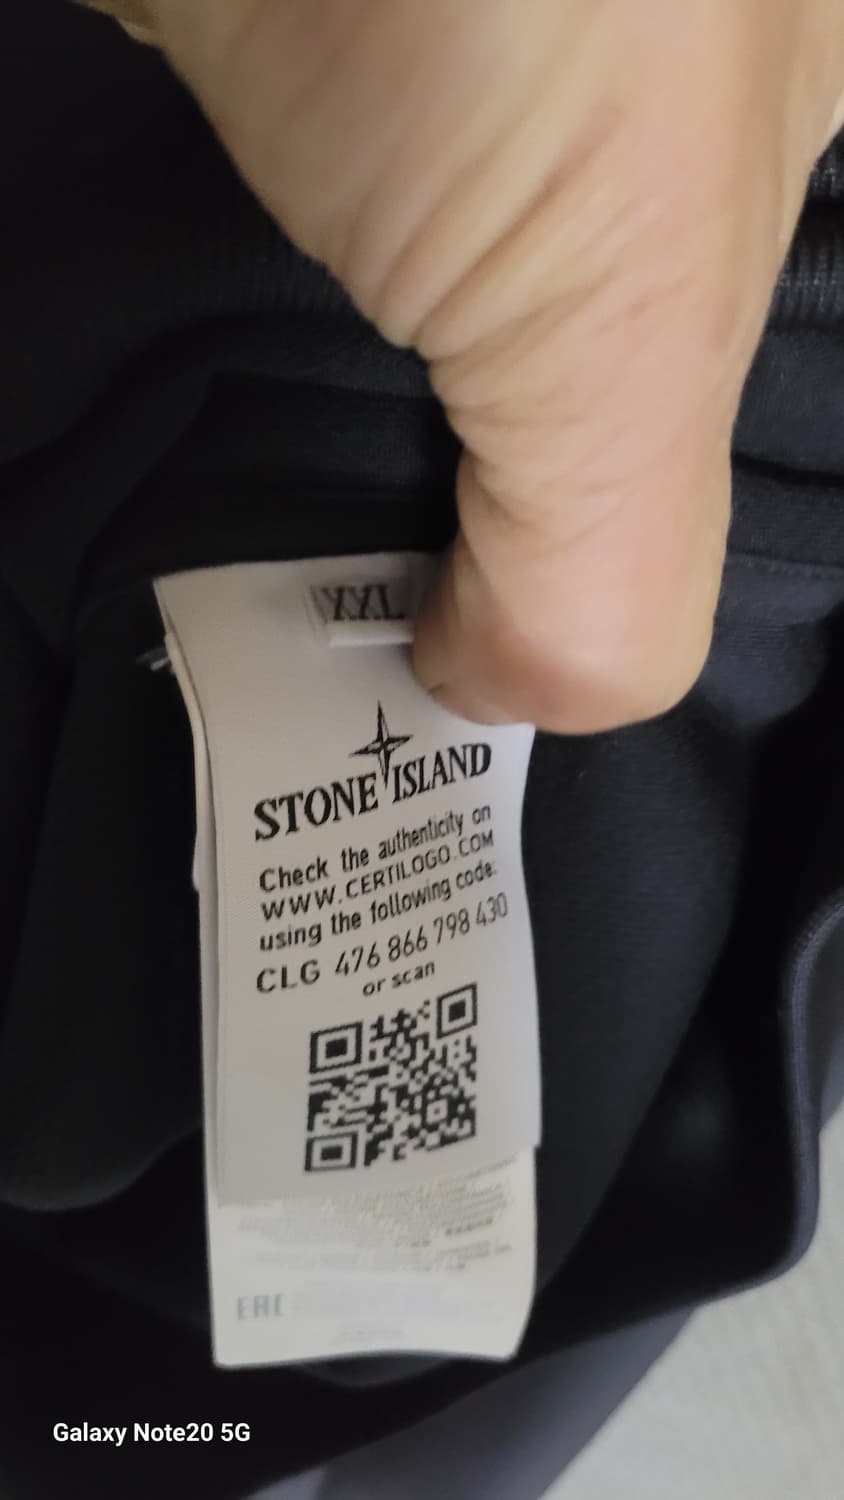 XXL
STONE ISLAND
Check the authenticity on
WWW.CERTILOGO.COM
using the following code:
CLG 476 866 798 430
or scan
EAC
Galaxy Note20 5G